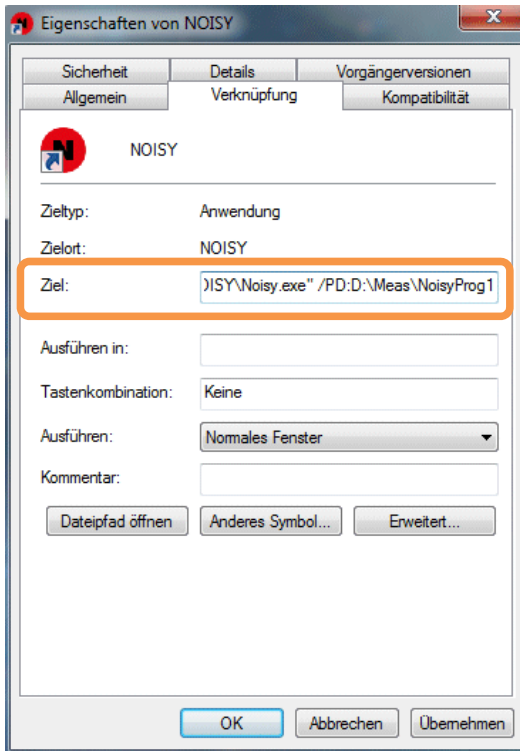 Eigenschaften von NOISY
Sicherheit Details Vorgängerversionen
Allgemein Verknüpfung Kompatibilität
NOISY
Zieltyp: Anwendung
Zielort: NOISY
Ziel: ISY\Noisy.exe" /PD:D:\Meas\NoisyProg1
Ausführen in:
Tastenkombination: Keine
Ausführen: Normales Fenster
Kommentar:
Dateipfad öffnen Anderes Symbol... Erweitert...
OK Abbrechen Übernehmen